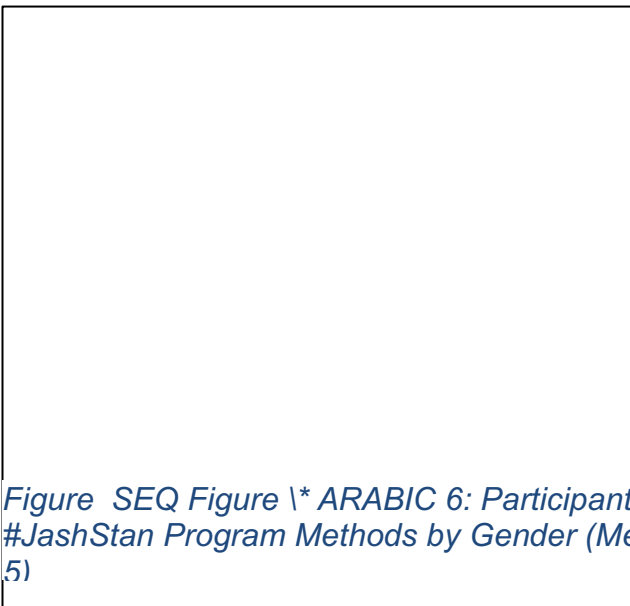 Figure  SEQ Figure \* ARABIC 6: Participant
#JashStan Program Methods by Gender (Me
5)